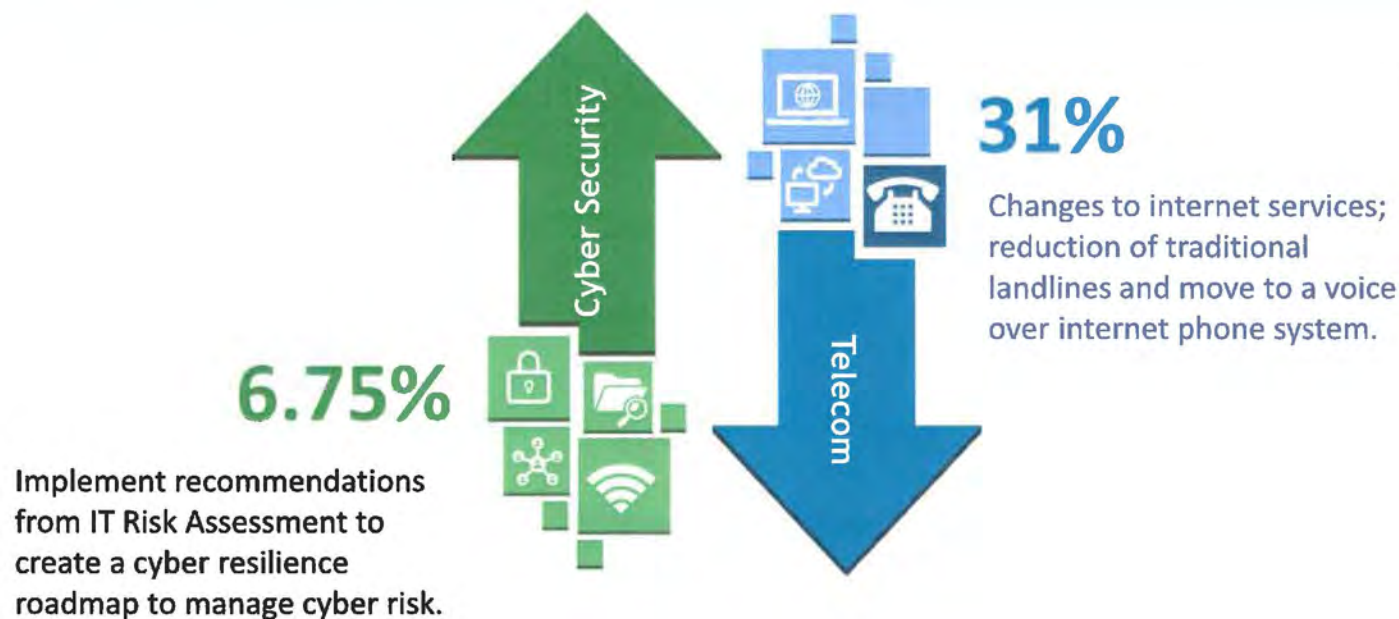 Cyber Security
6.75%
Implement recommendations
from IT Risk Assessment to
create a cyber resilience
roadmap to manage cyber risk.
31%
Changes to internet services;
reduction of traditional
landlines and move to a voice
over internet phone system.
Telecom